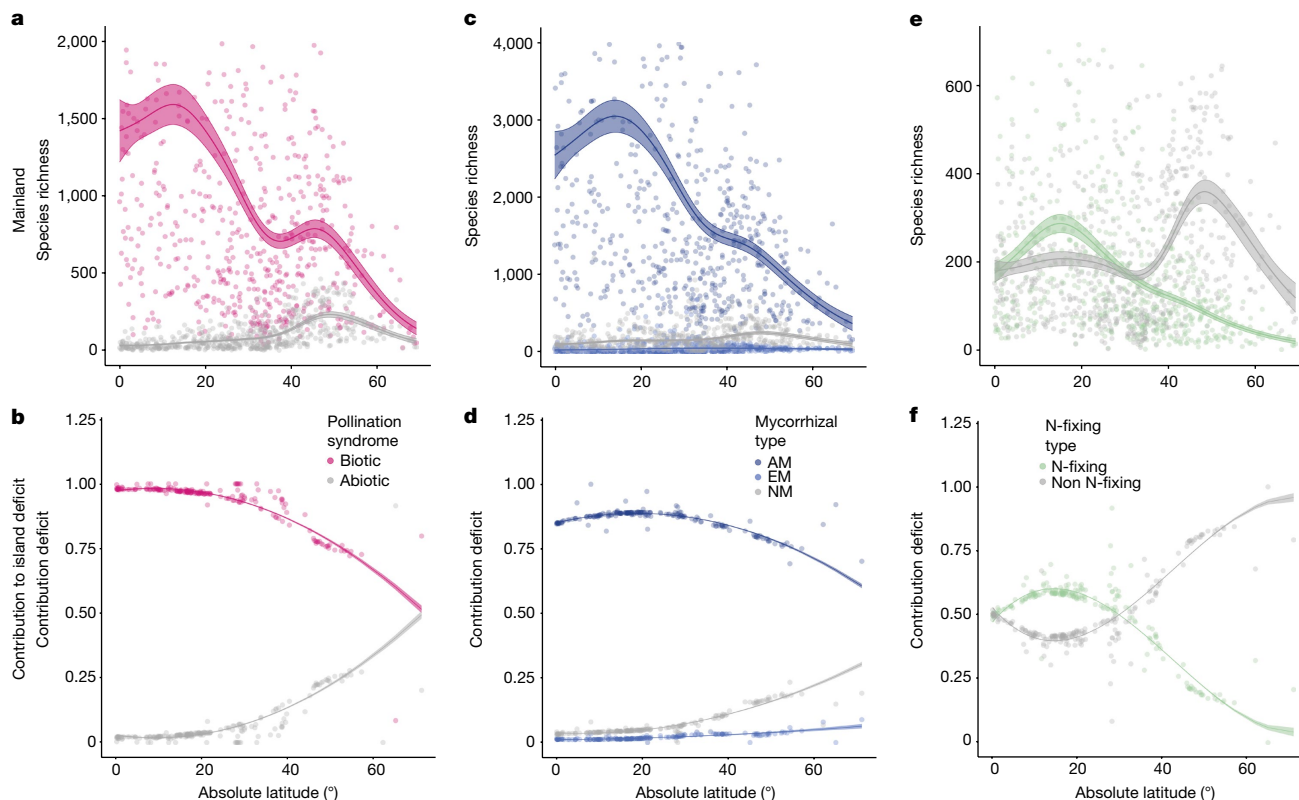 a
Mainland
Species richness
2,000
1,500
1,000
500
0
0 20 40 60
c
Species richness
4,000
3,000
2,000
1,000
0
0 20 40 60
e
Species richness
600
400
200
0
0 20 40 60
b
Contribution to island deficit
Contribution deficit
1.25
1.00
0.75
0.50
0.25
0
Pollination
syndrome
Biotic
Abiotic
0 20 40 60
Absolute latitude (°)
d
Contribution deficit
1.25
1.00
0.75
0.50
0.25
0
Mycorrhizal
type
AM
EM
NM
0 20 40 60
Absolute latitude (°)
f
Contribution deficit
1.25
1.00
0.75
0.50
0.25
0
N-fixing
type
N-fixing
Non N-fixing
0 20 40 60
Absolute latitude (°)